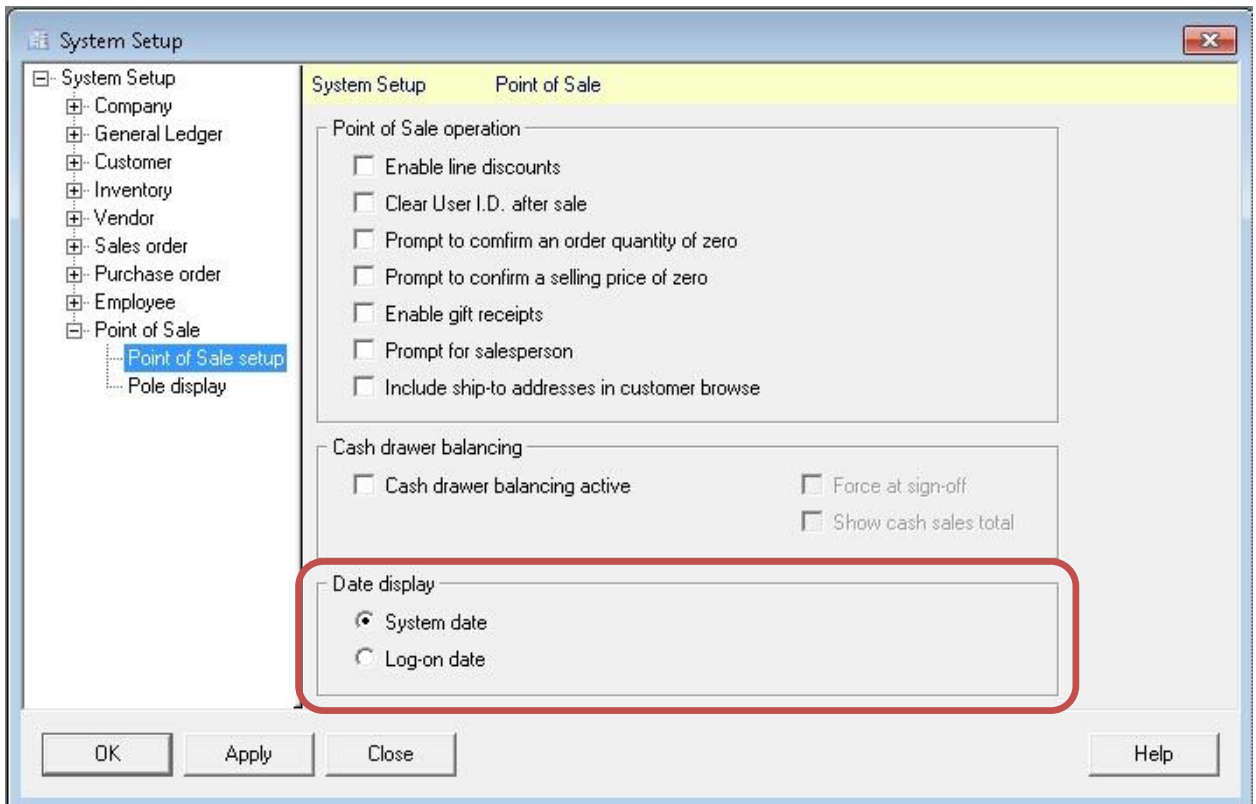 System Setup
System Setup
Company
General Ledger
Customer
Inventory
Vendor
Sales order
Purchase order
Employee
Point of Sale
Point of Sale setup
Pole display
System Setup Point of Sale
Point of Sale operation
Enable line discounts
Clear User I.D. after sale
Prompt to comfirm an order quantity of zero
Prompt to confirm a selling price of zero
Enable gift receipts
Prompt for salesperson
Include ship-to addresses in customer browse
Cash drawer balancing
Cash drawer balancing active Force at sign-off
Show cash sales total
Date display
System date
Log-on date
OK Apply Close Help